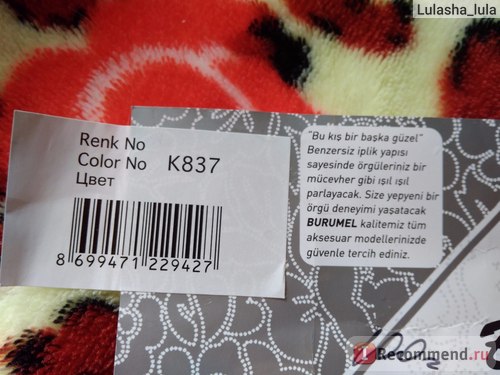 Lulasha_lula
Renk No
Color No K837
Цвет
8 699471 229427
"Bu kış bir başka güzel"
Benzersiz iplik yapısı
sayesinde örgüleriniz bir
mücevher gibi ışıl ışıl
parlayacak. Size yepyeni bir
örgü deneyimi yaşatacak
BURUMEL kalitemiz tüm
aksesuar modellerinizde
güvenle tercih ediniz.
Recommend.ru